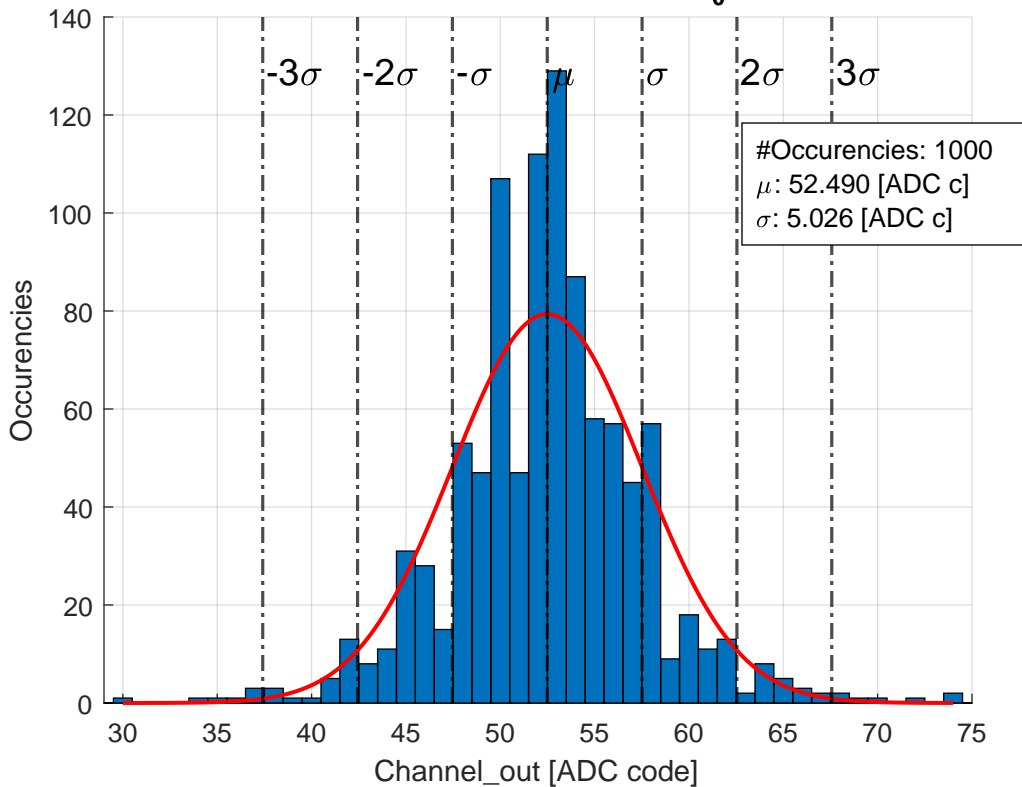 0
140
120
100
80
60
40
20
0
-3σ -2σ -σ μ σ 2σ 3σ
#Occurencies: 1000
μ: 52.490 [ADC c]
σ: 5.026 [ADC c]
Occurencies
30 35 40 45 50 55 60 65 70 75
Channel_out [ADC code]